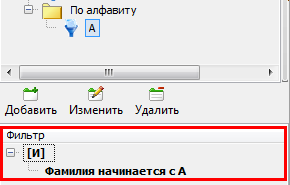 По алфавиту
А
Добавить Изменить Удалить
Фильтр
[И]
Фамилия начинается с А